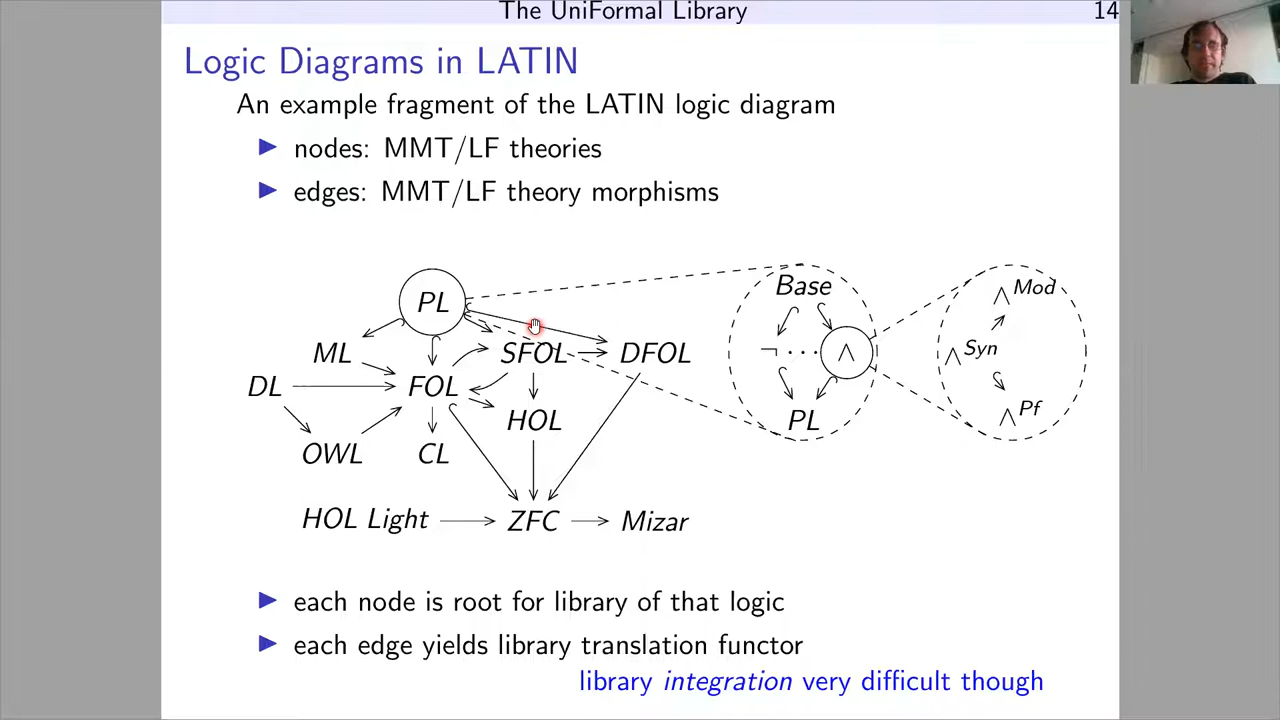 The UniFormal Library 14
Logic Diagrams in LATIN
An example fragment of the LATIN logic diagram
▶ nodes: MMT/LF theories
▶ edges: MMT/LF theory morphisms
PL
ML SFOL DFOL
DL FOL
HOL
OWL CL
HOL Light ZFC Mizar
Base
¬ ··· ∧
PL
∧ Mod
∧ Syn
∧ Pf
▶ each node is root for library of that logic
▶ each edge yields library translation functor
library integration very difficult though